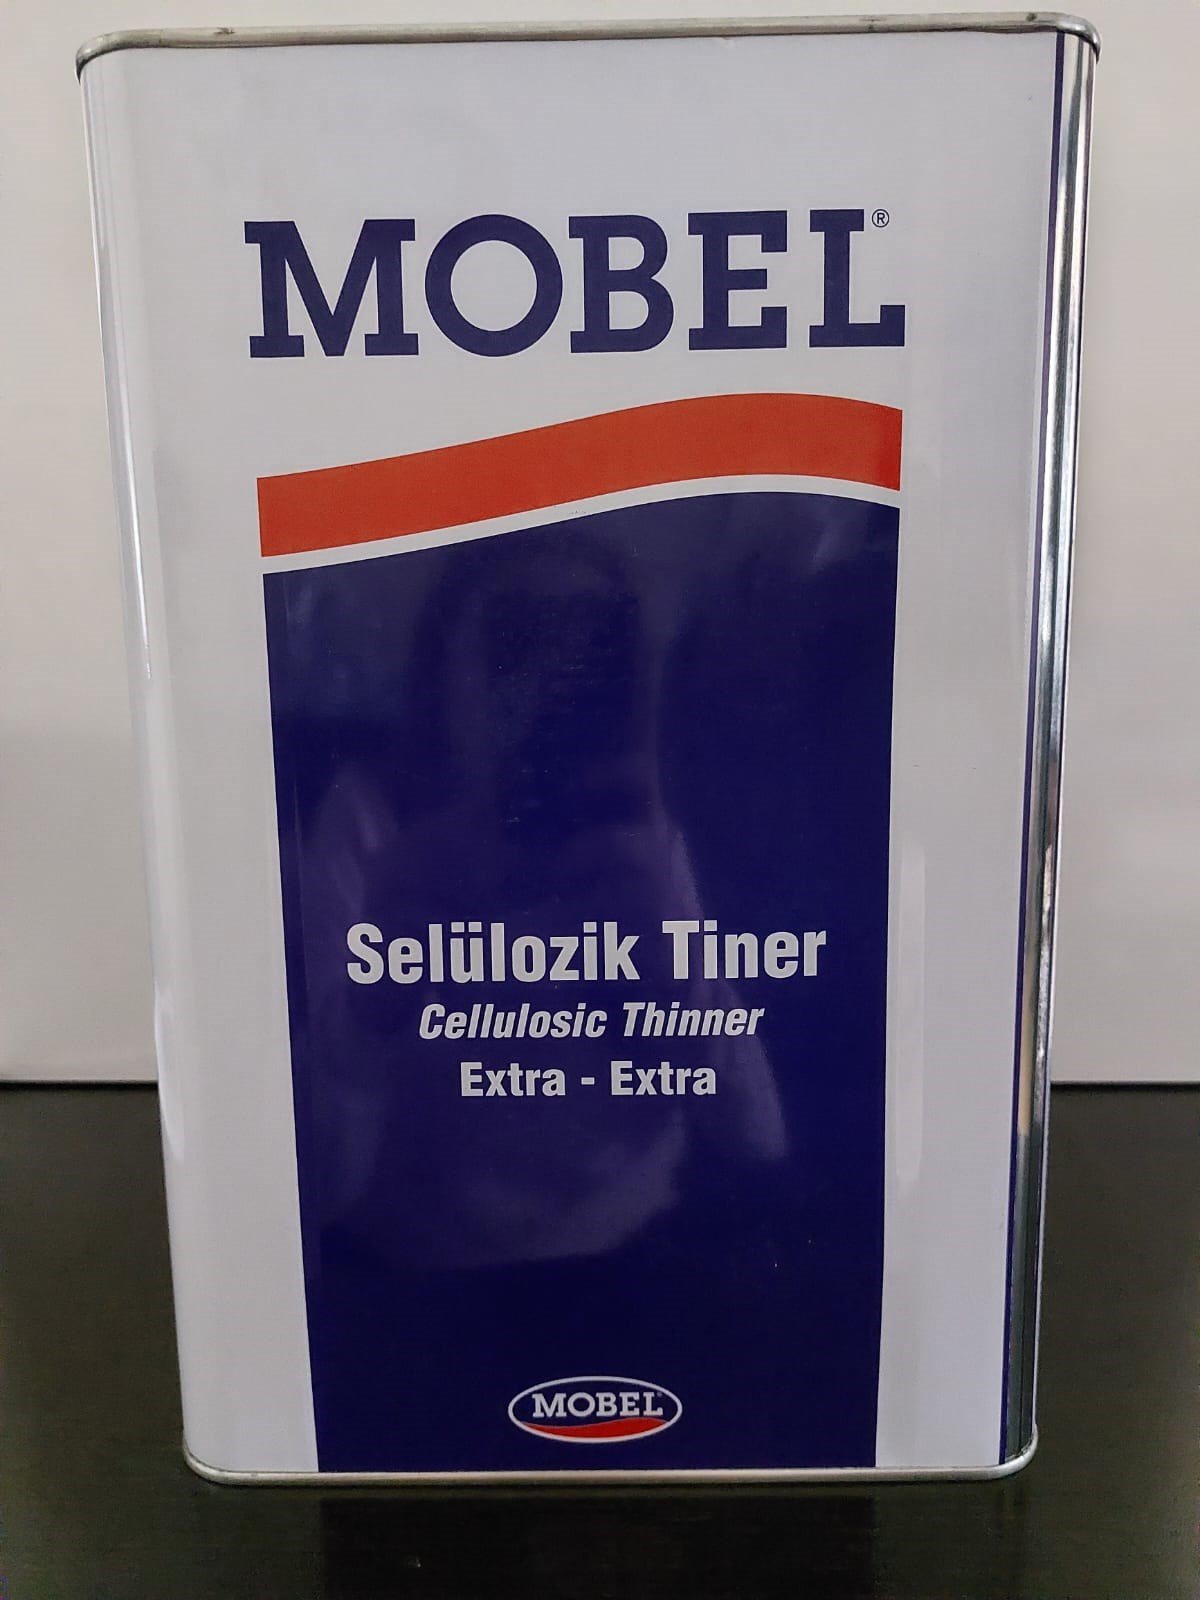 MOBEL®
Selülozik Tiner
Cellulosic Thinner
Extra - Extra
MOBEL